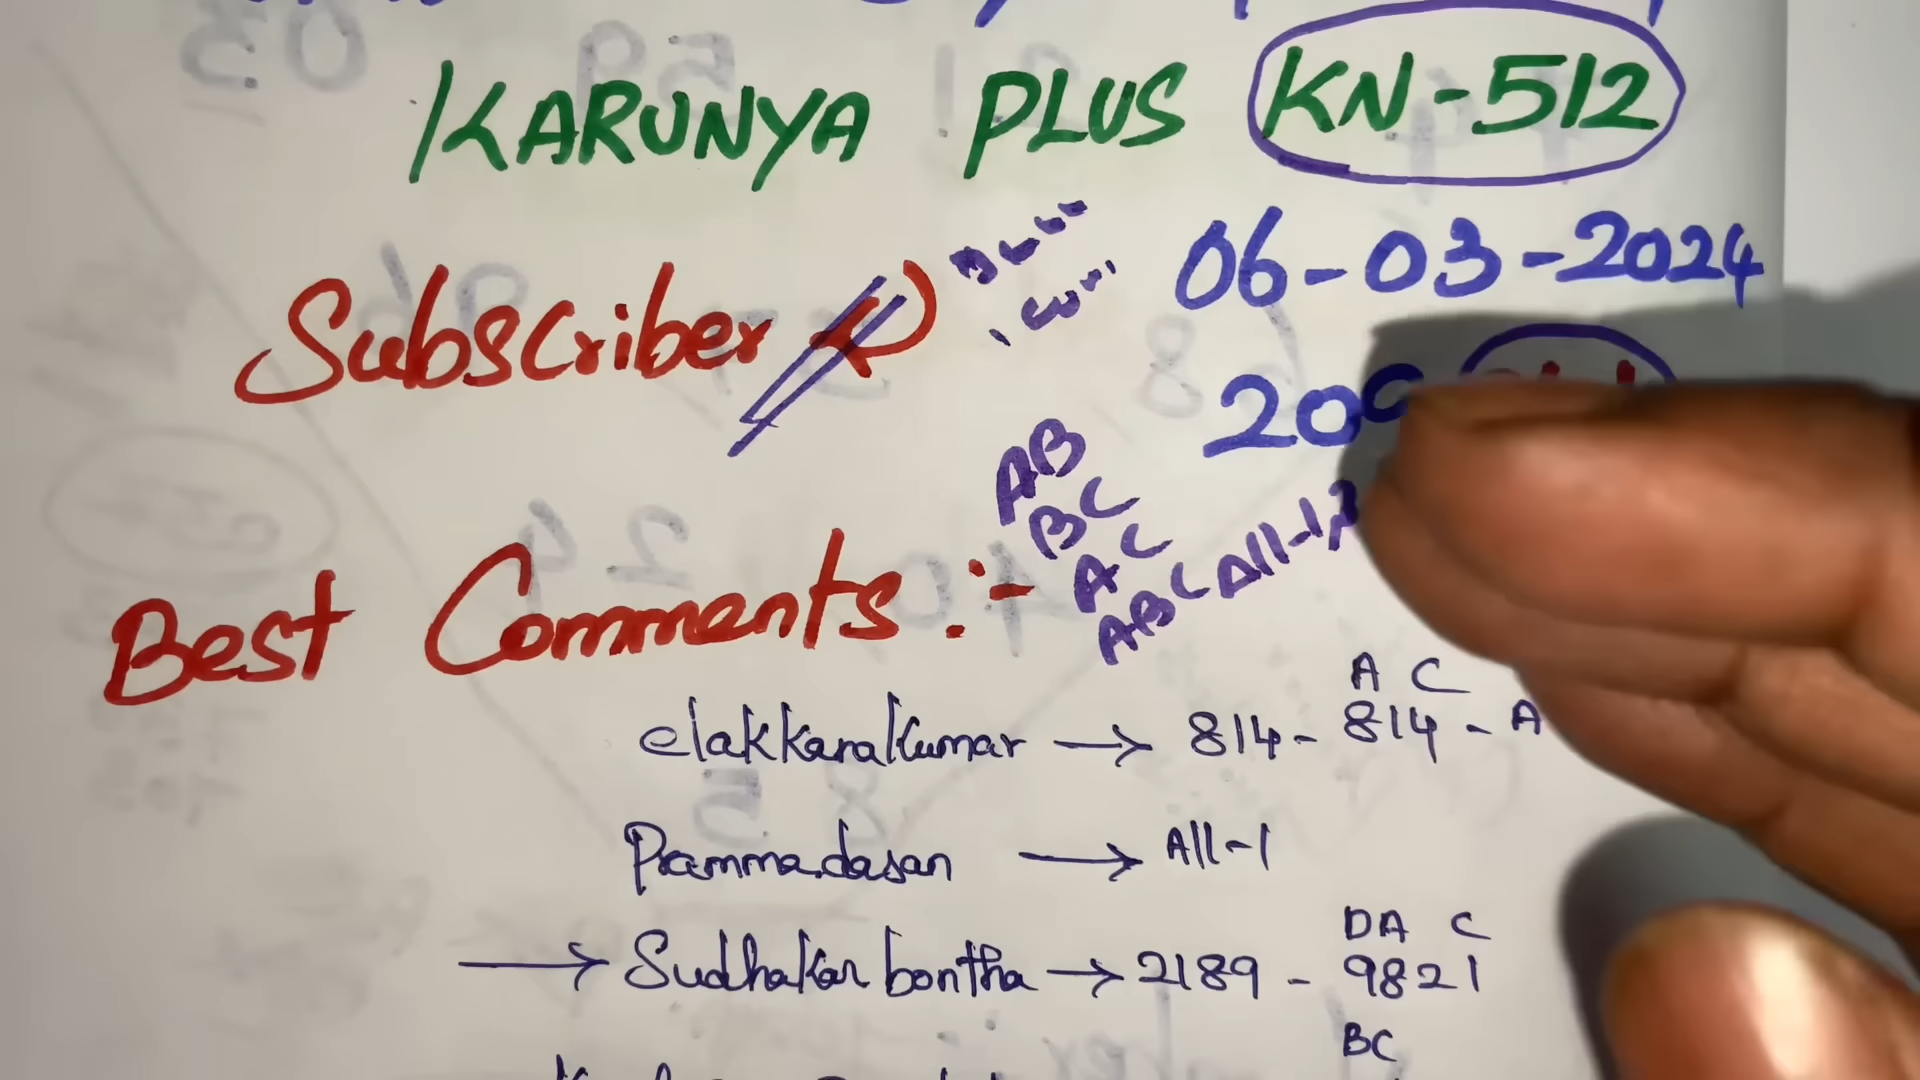 KARUNYA PLUS KN-512
06-03-2024
Subscriber
200
AB
BC
AC
ABC All-1,
Best Comments :-
A C
elakkarakumar → 814 - 814 - A
Prammadasan → All-1
DA C
→ Sudhakar bontha → 2189 - 9821
BC